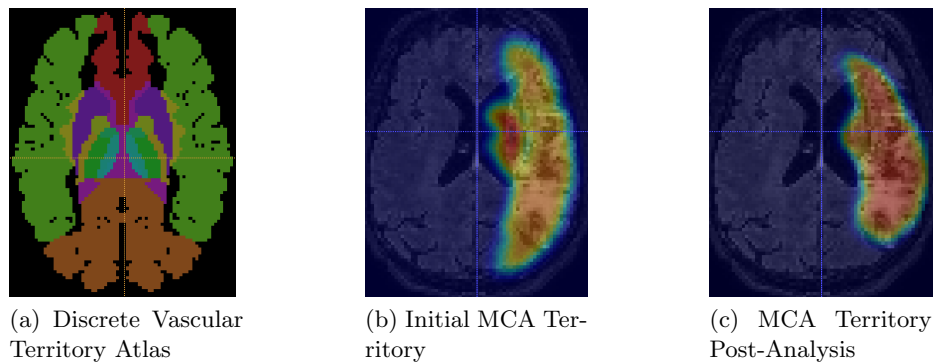 (a) Discrete Vascular
Territory Atlas
(b) Initial MCA Ter-
ritory
(c) MCA Territory
Post-Analysis